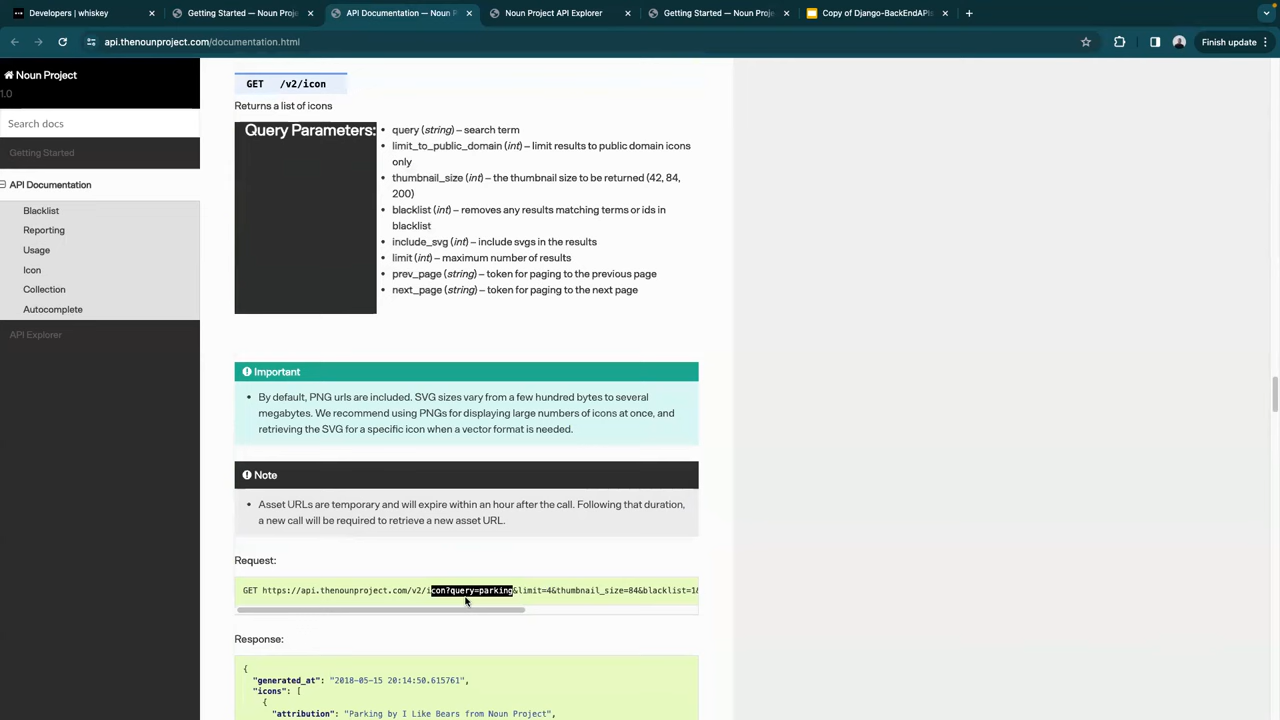 Developers | whiskey
Getting Started — Noun Project
API Documentation — Noun Pr
Noun Project API Explorer
Getting Started — Noun Project
Copy of Django-BackEndAPIs
api.thenounproject.com/documentation.html
Finish update
Noun Project
1.0
Search docs
Getting Started
API Documentation
Blacklist
Reporting
Usage
Icon
Collection
Autocomplete
API Explorer
GET /v2/icon
Returns a list of icons
Query Parameters:
• query (string) – search term
• limit_to_public_domain (int) – limit results to public domain icons
only
• thumbnail_size (int) – the thumbnail size to be returned (42, 84,
200)
• blacklist (int) – removes any results matching terms or ids in
blacklist
• include_svg (int) – include svgs in the results
• limit (int) – maximum number of results
• prev_page (string) – token for paging to the previous page
• next_page (string) – token for paging to the next page
Important
• By default, PNG urls are included. SVG sizes vary from a few hundred bytes to several
megabytes. We recommend using PNGs for displaying large numbers of icons at once, and
retrieving the SVG for a specific icon when a vector format is needed.
Note
• Asset URLs are temporary and will expire within an hour after the call. Following that duration,
a new call will be required to retrieve a new asset URL.
Request:
GET https://api.thenounproject.com/v2/icon?query=parking&limit=4&thumbnail_size=84&blacklist=1&
Response:
{
"generated_at": "2018-05-15 20:14:50.615761",
"icons": [
{
"attribution": "Parking by I Like Bears from Noun Project",